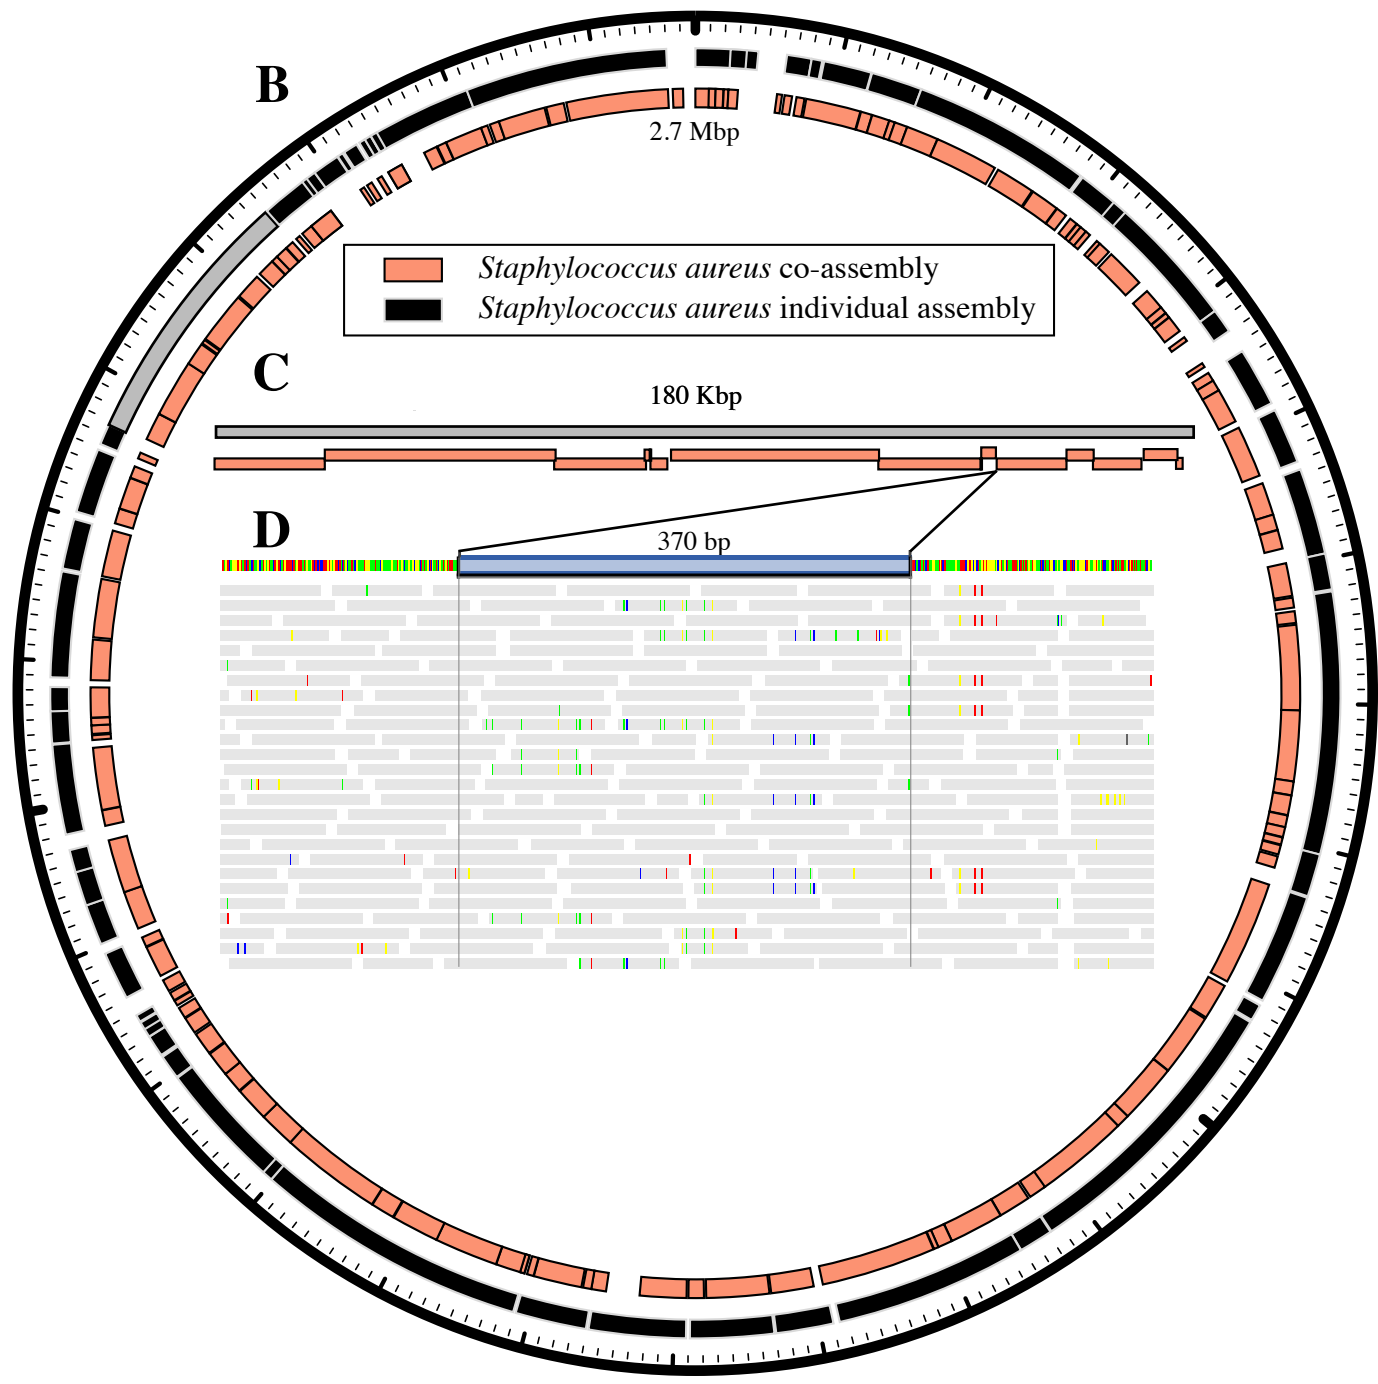 B
2.7 Mbp
Staphylococcus aureus co-assembly
Staphylococcus aureus individual assembly
C
180 Kbp
D
370 bp